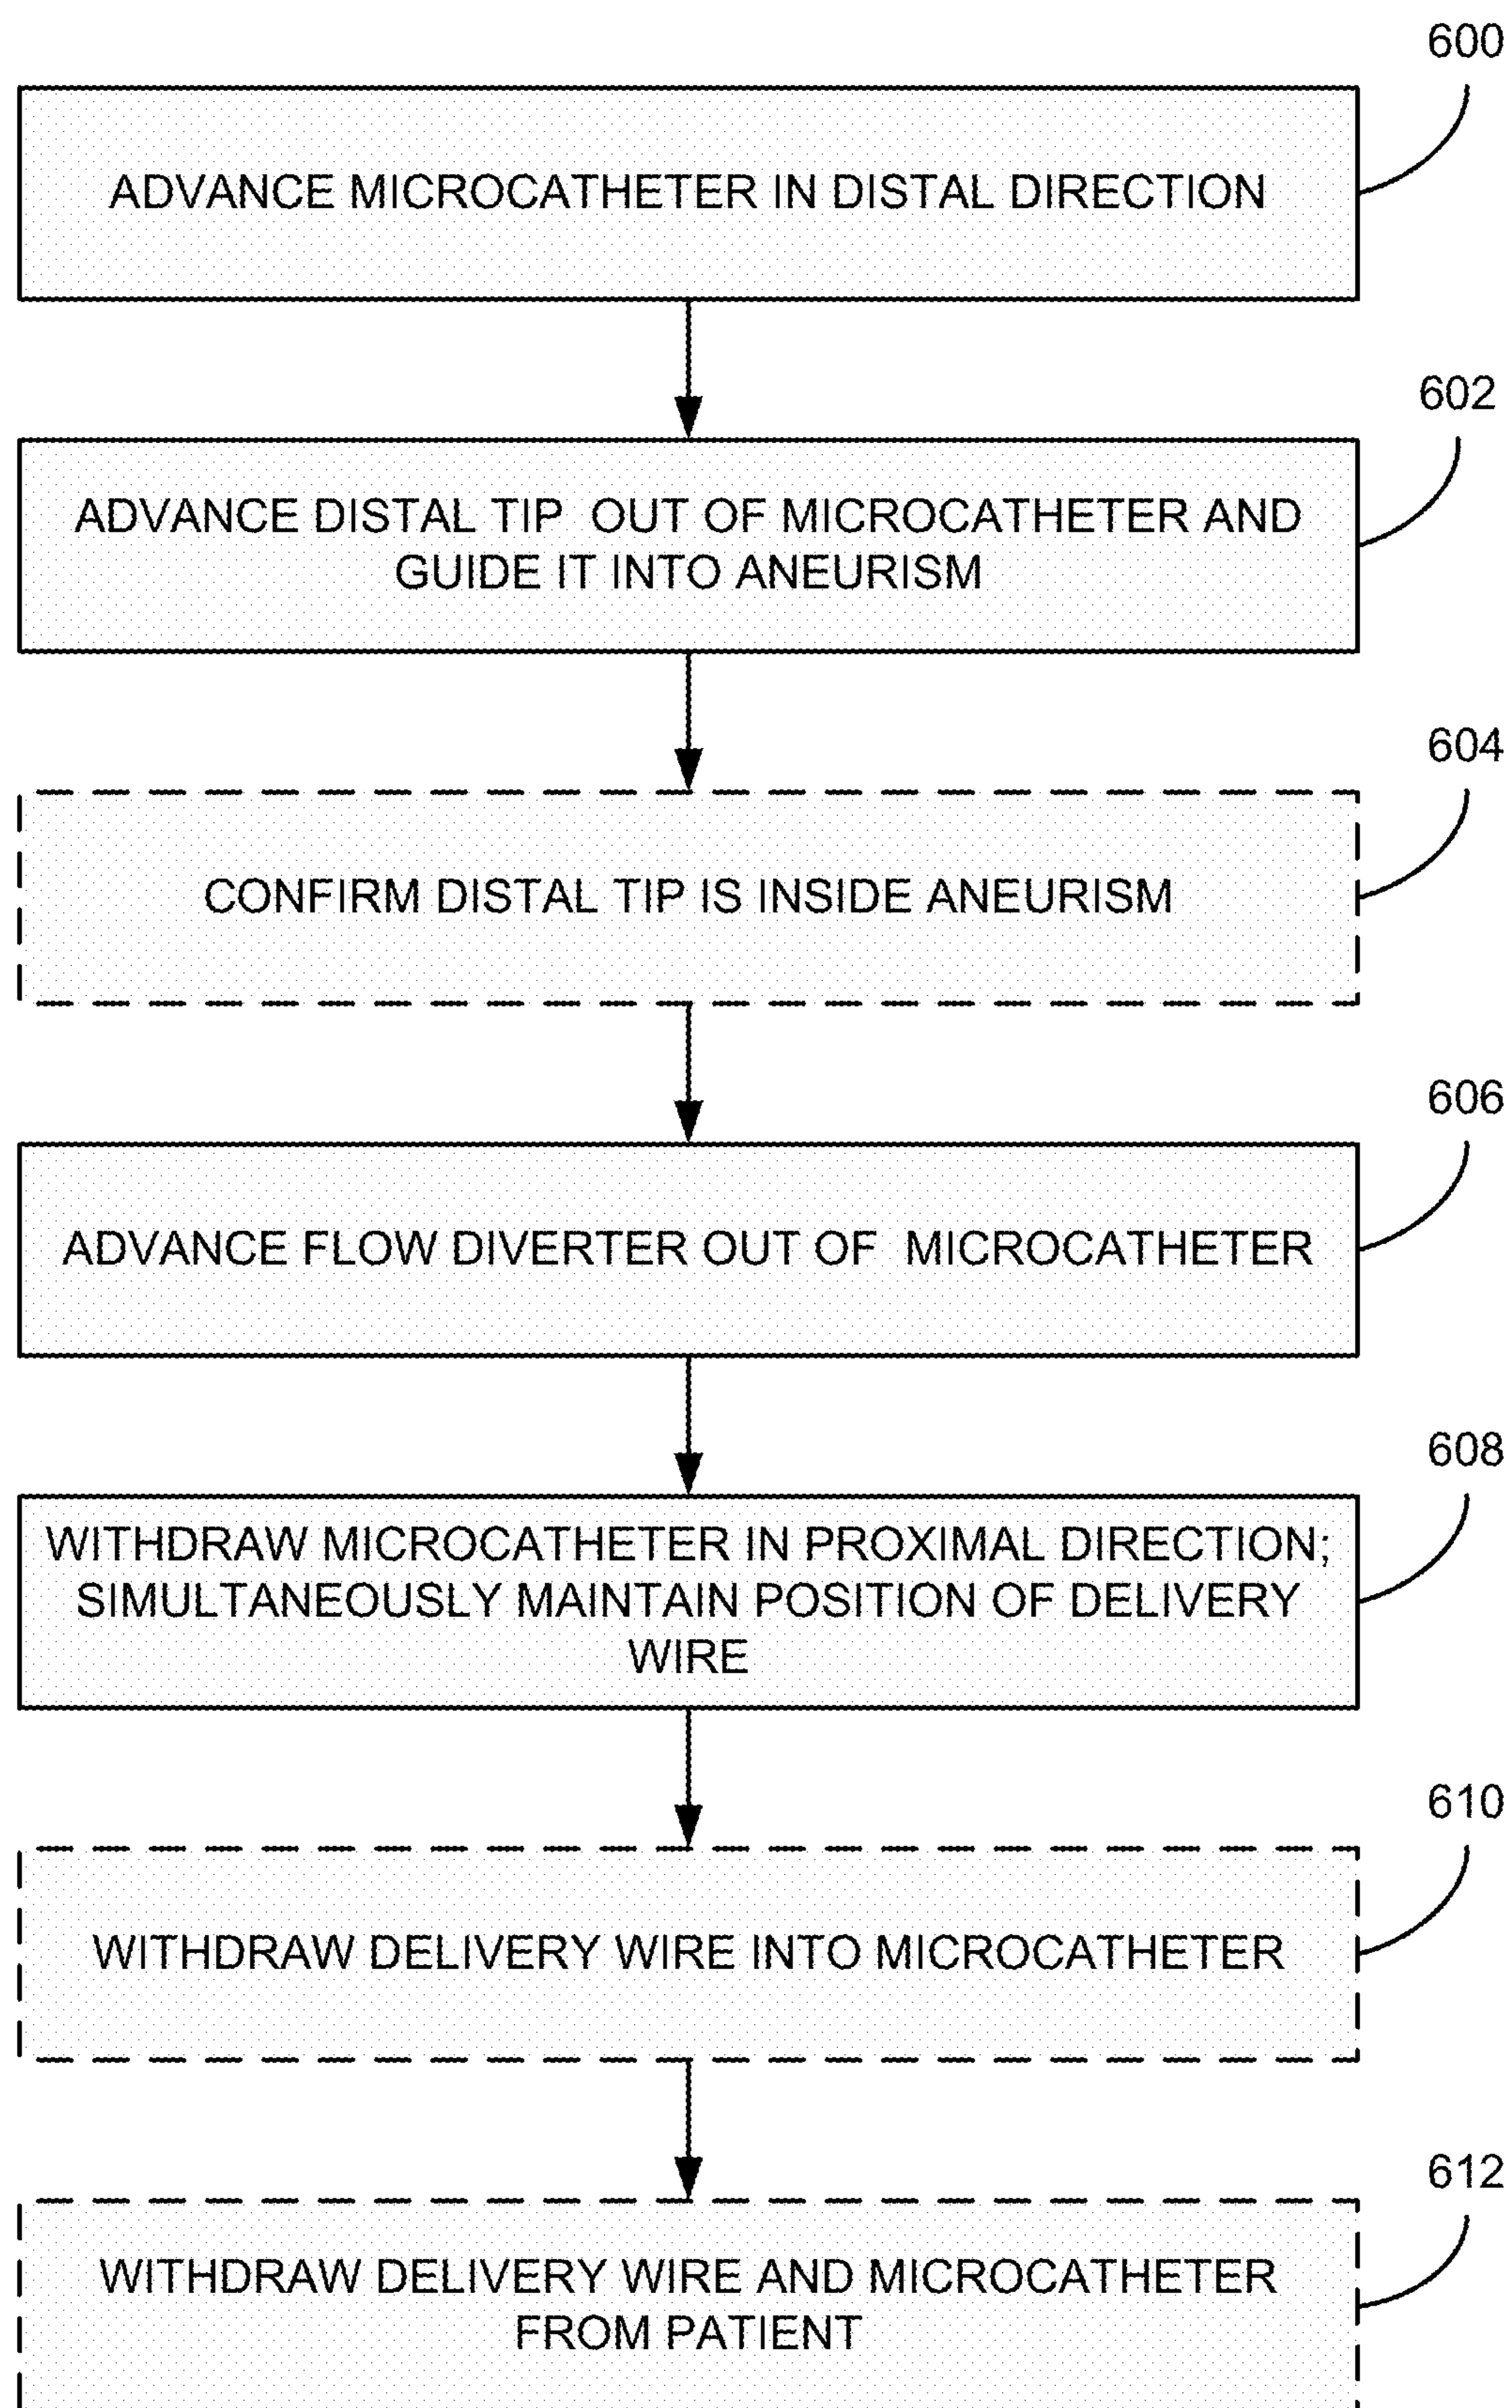 600
ADVANCE MICROCATHETER IN DISTAL DIRECTION
602
ADVANCE DISTAL TIP OUT OF MICROCATHETER AND
GUIDE IT INTO ANEURISM
604
CONFIRM DISTAL TIP IS INSIDE ANEURISM
606
ADVANCE FLOW DIVERTER OUT OF MICROCATHETER
608
WITHDRAW MICROCATHETER IN PROXIMAL DIRECTION;
SIMULTANEOUSLY MAINTAIN POSITION OF DELIVERY
WIRE
610
WITHDRAW DELIVERY WIRE INTO MICROCATHETER
612
WITHDRAW DELIVERY WIRE AND MICROCATHETER
FROM PATIENT